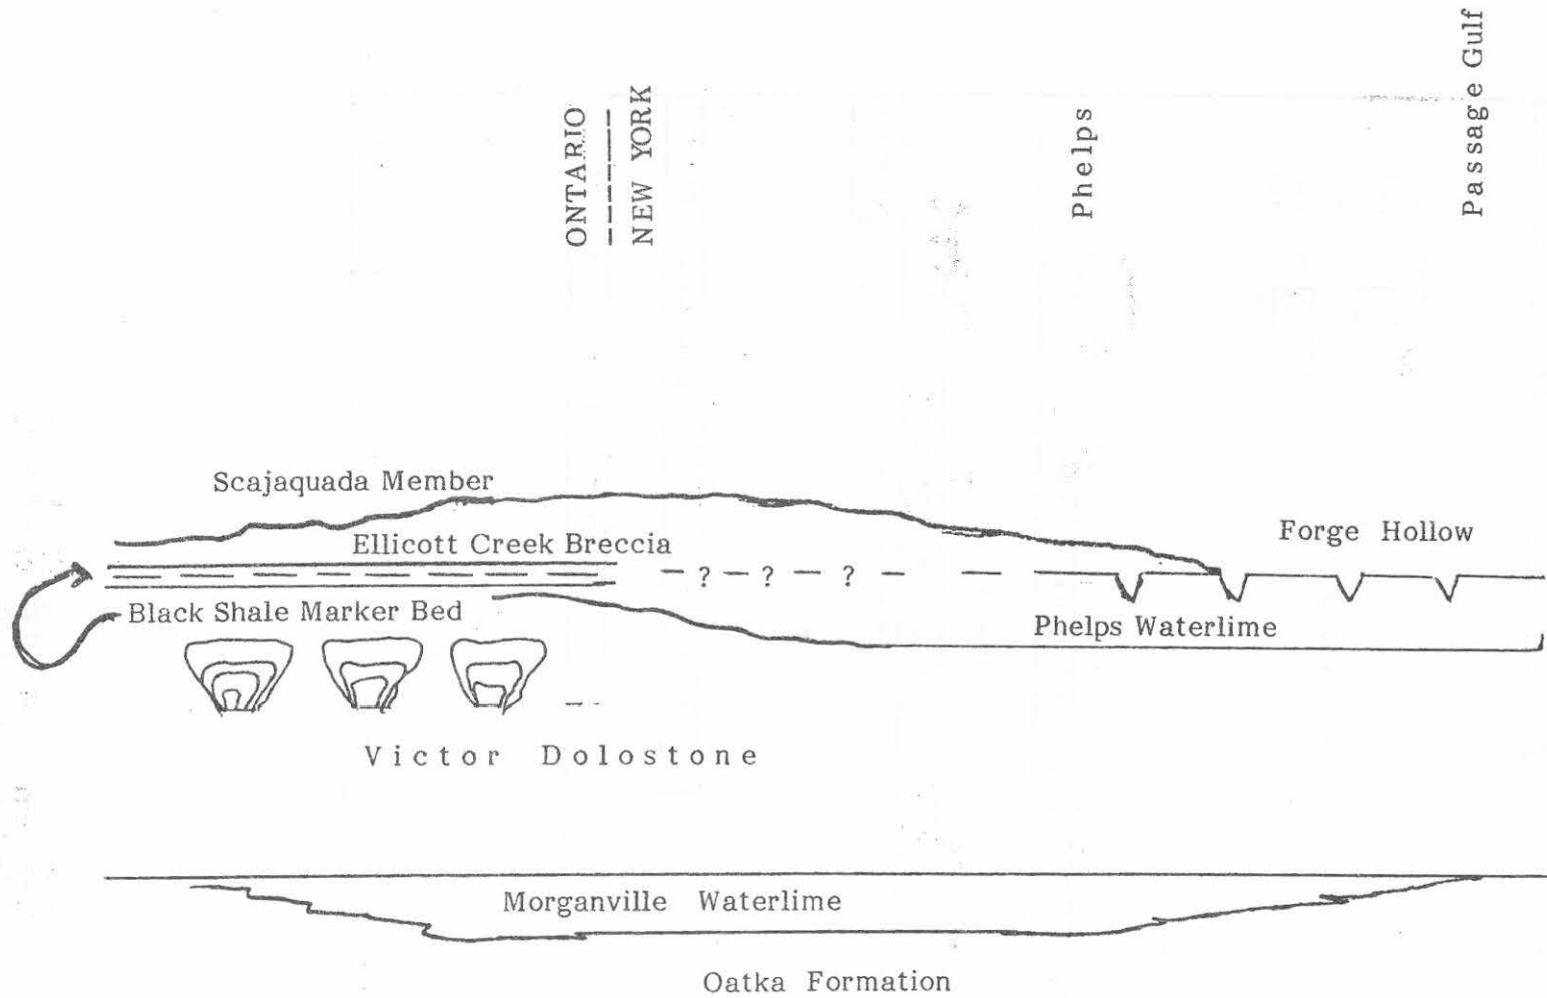 ONTARIO
NEW YORK
Phelps
Passage Gulf
Scajaquada Member
Ellicott Creek Breccia
Forge Hollow
- ? - ? - ? -
Black Shale Marker Bed
Phelps Waterlime
Victor Dolostone
Morganville Waterlime
Oatka Formation